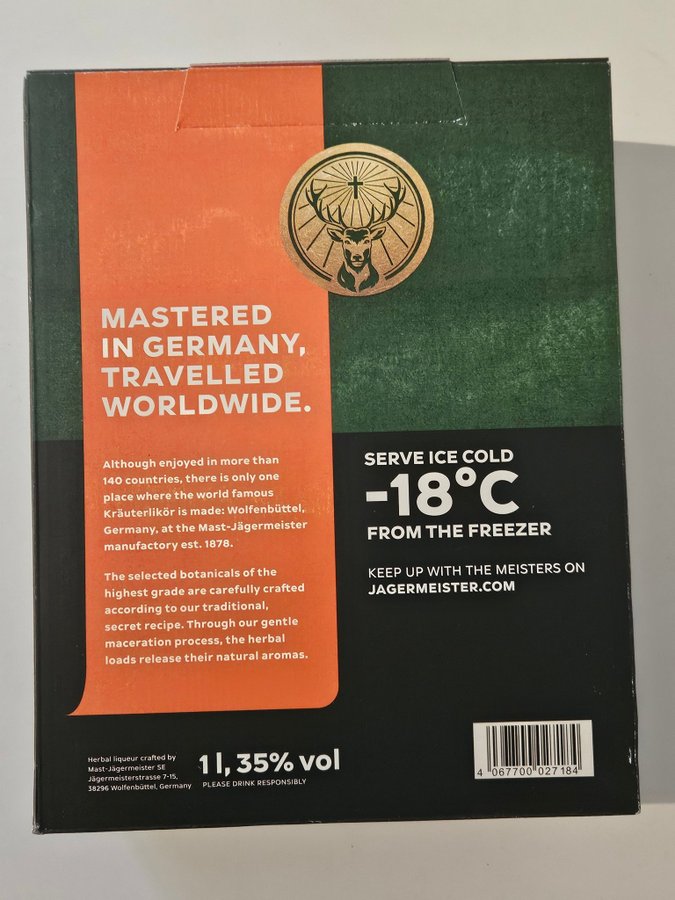 MASTERED
IN GERMANY,
TRAVELLED
WORLDWIDE.
Although enjoyed in more than
140 countries, there is only one
place where the world famous
Kräuterlikör is made: Wolfenbüttel,
Germany, at the Mast-Jägermeister
manufactory est. 1878.
The selected botanicals of the
highest grade are carefully crafted
according to our traditional,
secret recipe. Through our gentle
maceration process, the herbal
loads release their natural aromas.
SERVE ICE COLD
-18°C
FROM THE FREEZER
KEEP UP WITH THE MEISTERS ON
JAGERMEISTER.COM
Herbal liqueur crafted by
Mast-Jägermeister SE
Jägermeisterstrasse 7-15,
38296 Wolfenbüttel, Germany
1 l, 35% vol
PLEASE DRINK RESPONSIBLY
4 067700 027184